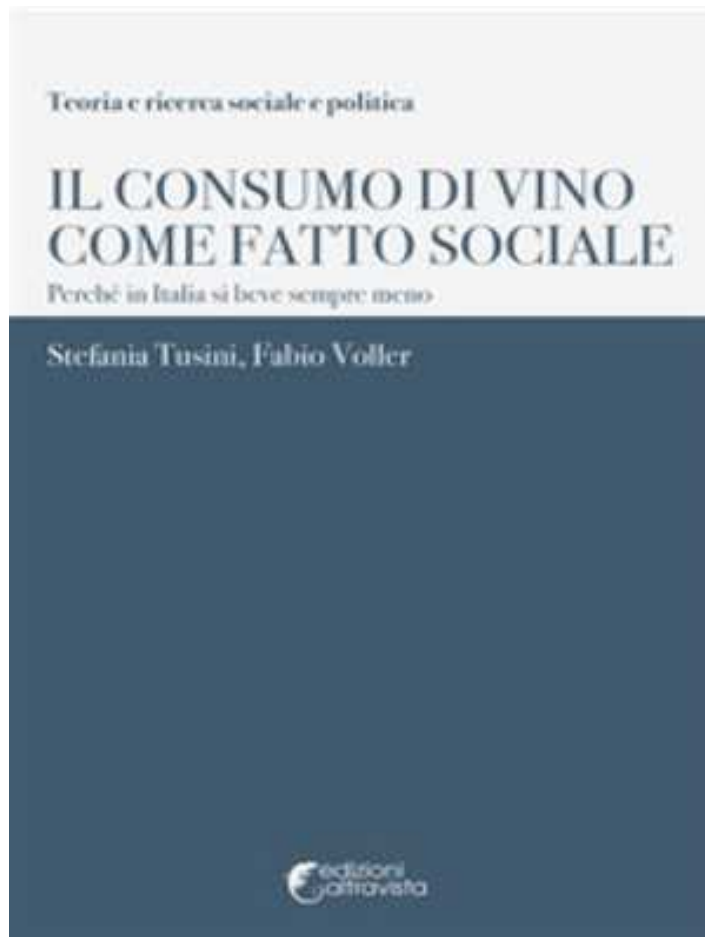 Teoria e ricerca sociale e politica
IL CONSUMO DI VINO
COME FATTO SOCIALE
Perché in Italia si beve sempre meno
Stefania Tusini, Fabio Voller
edizioni
altravista